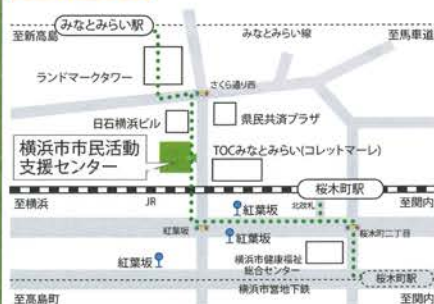 みなとみらい駅
至新高島
みなとみらい線
至馬車道
ランドマークタワー
さくら通り西
日石横浜ビル
県民共済プラザ
横浜市市民活動
支援センター
TOCみなとみらい(コレットマーレ)
桜木町駅
至横浜
JR
北改札
至関内
紅葉坂
紅葉坂
紅葉坂
桜木町二丁目
紅葉坂
横浜市健康福祉
総合センター
桜木町駅
至高島町
横浜市営地下鉄
至関内